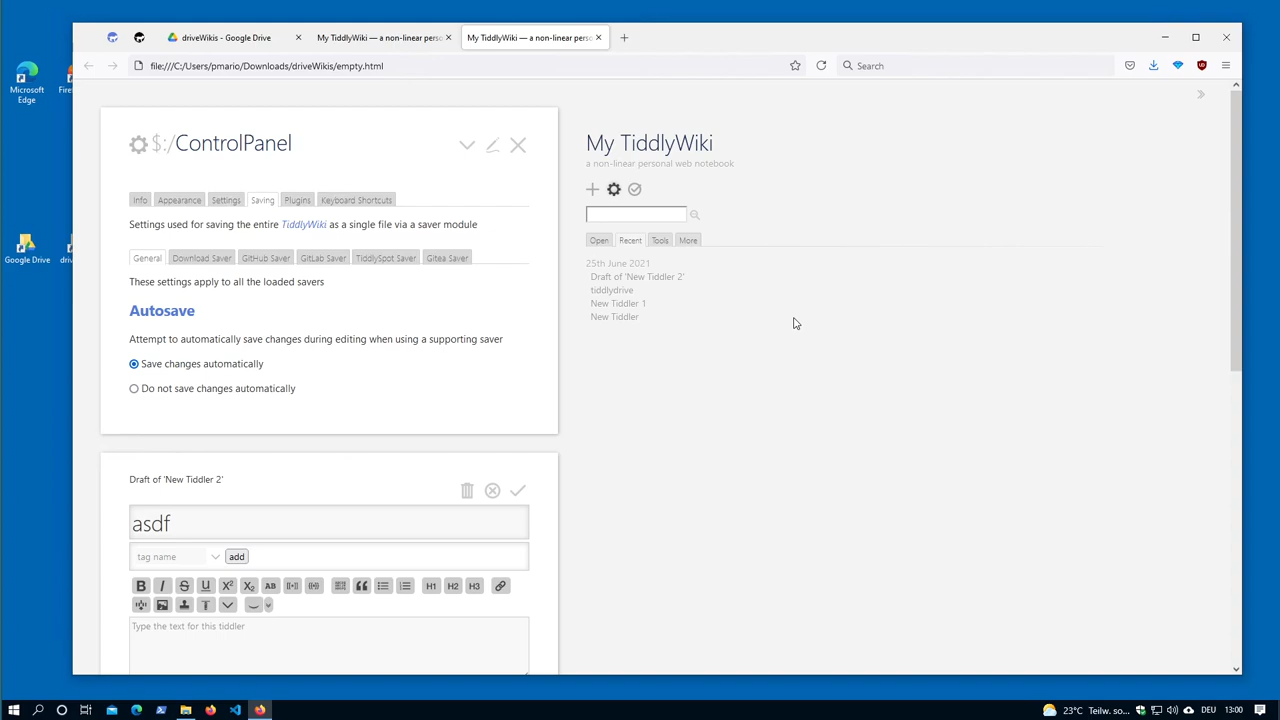 Microsoft Edge
Google Drive
driveWikis - Google Drive
My TiddlyWiki — a non-linear perso
My TiddlyWiki — a non-linear perso
file:///C:/Users/pmario/Downloads/driveWikis/empty.html
Search
$:/ControlPanel
Info Appearance Settings Saving Plugins Keyboard Shortcuts
Settings used for saving the entire TiddlyWiki as a single file via a saver module
General Download Saver GitHub Saver GitLab Saver TiddlySpot Saver Gitea Saver
These settings apply to all the loaded savers
Autosave
Attempt to automatically save changes during editing when using a supporting saver
Save changes automatically
Do not save changes automatically
Draft of 'New Tiddler 2'
asdf
tag name add
B I S U X² X₂ AB H1 H2 H3
Type the text for this tiddler
My TiddlyWiki
a non-linear personal web notebook
Open Recent Tools More
25th June 2021
Draft of 'New Tiddler 2'
tiddlydrive
New Tiddler 1
New Tiddler
23°C Teilw. so... DEU 13:00